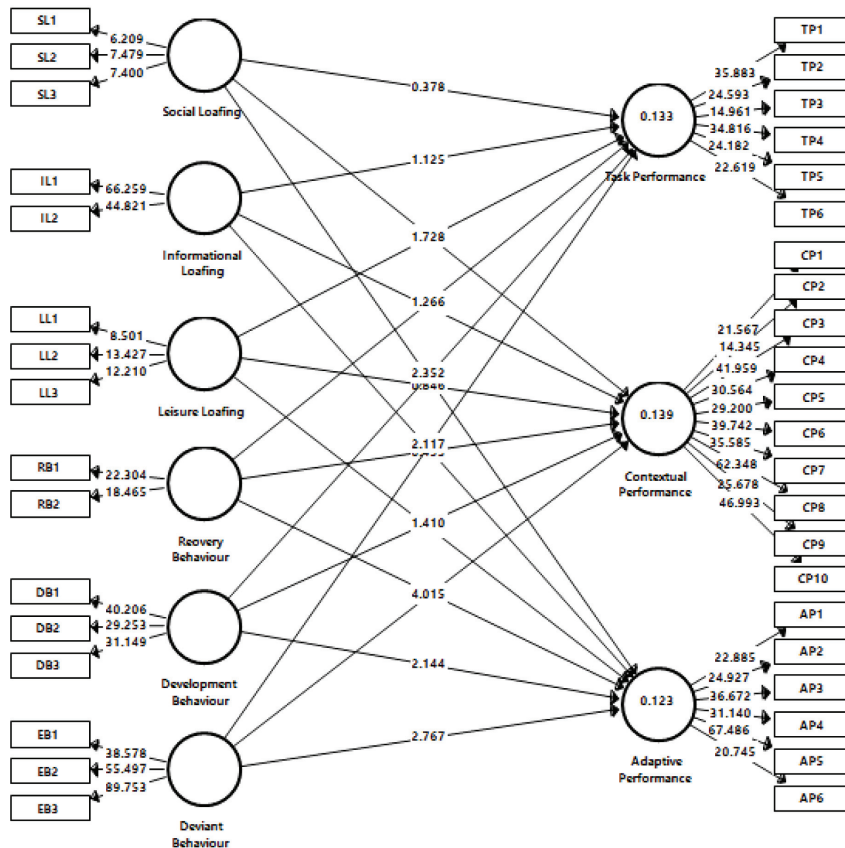 SL1
6.209
SL2
7.479
7.400
SL3
Social Loafing
IL1
66.259
IL2
44.821
Informational
Loafing
LL1
8.501
LL2
13.427
12.210
LL3
Leisure Loafing
RB1
22.304
RB2
18.465
Reovery
Behaviour
DB1
40.206
DB2
29.253
31.149
DB3
Development
Behaviour
EB1
38.578
EB2
55.497
89.753
EB3
Deviant
Behaviour
0.378
1.125
1.728
1.266
2.352
2.117
1.410
4.015
2.144
2.767
0.133
Task Performance
35.883
24.593
14.961
34.816
24.182
22.619
TP1
TP2
TP3
TP4
TP5
TP6
0.139
Contextual
Performance
21.567
14.345
41.959
30.564
29.200
39.742
35.585
62.348
25.678
46.993
CP1
CP2
CP3
CP4
CP5
CP6
CP7
CP8
CP9
CP10
0.123
Adaptive
Performance
22.885
24.927
36.672
31.140
67.486
20.745
AP1
AP2
AP3
AP4
AP5
AP6